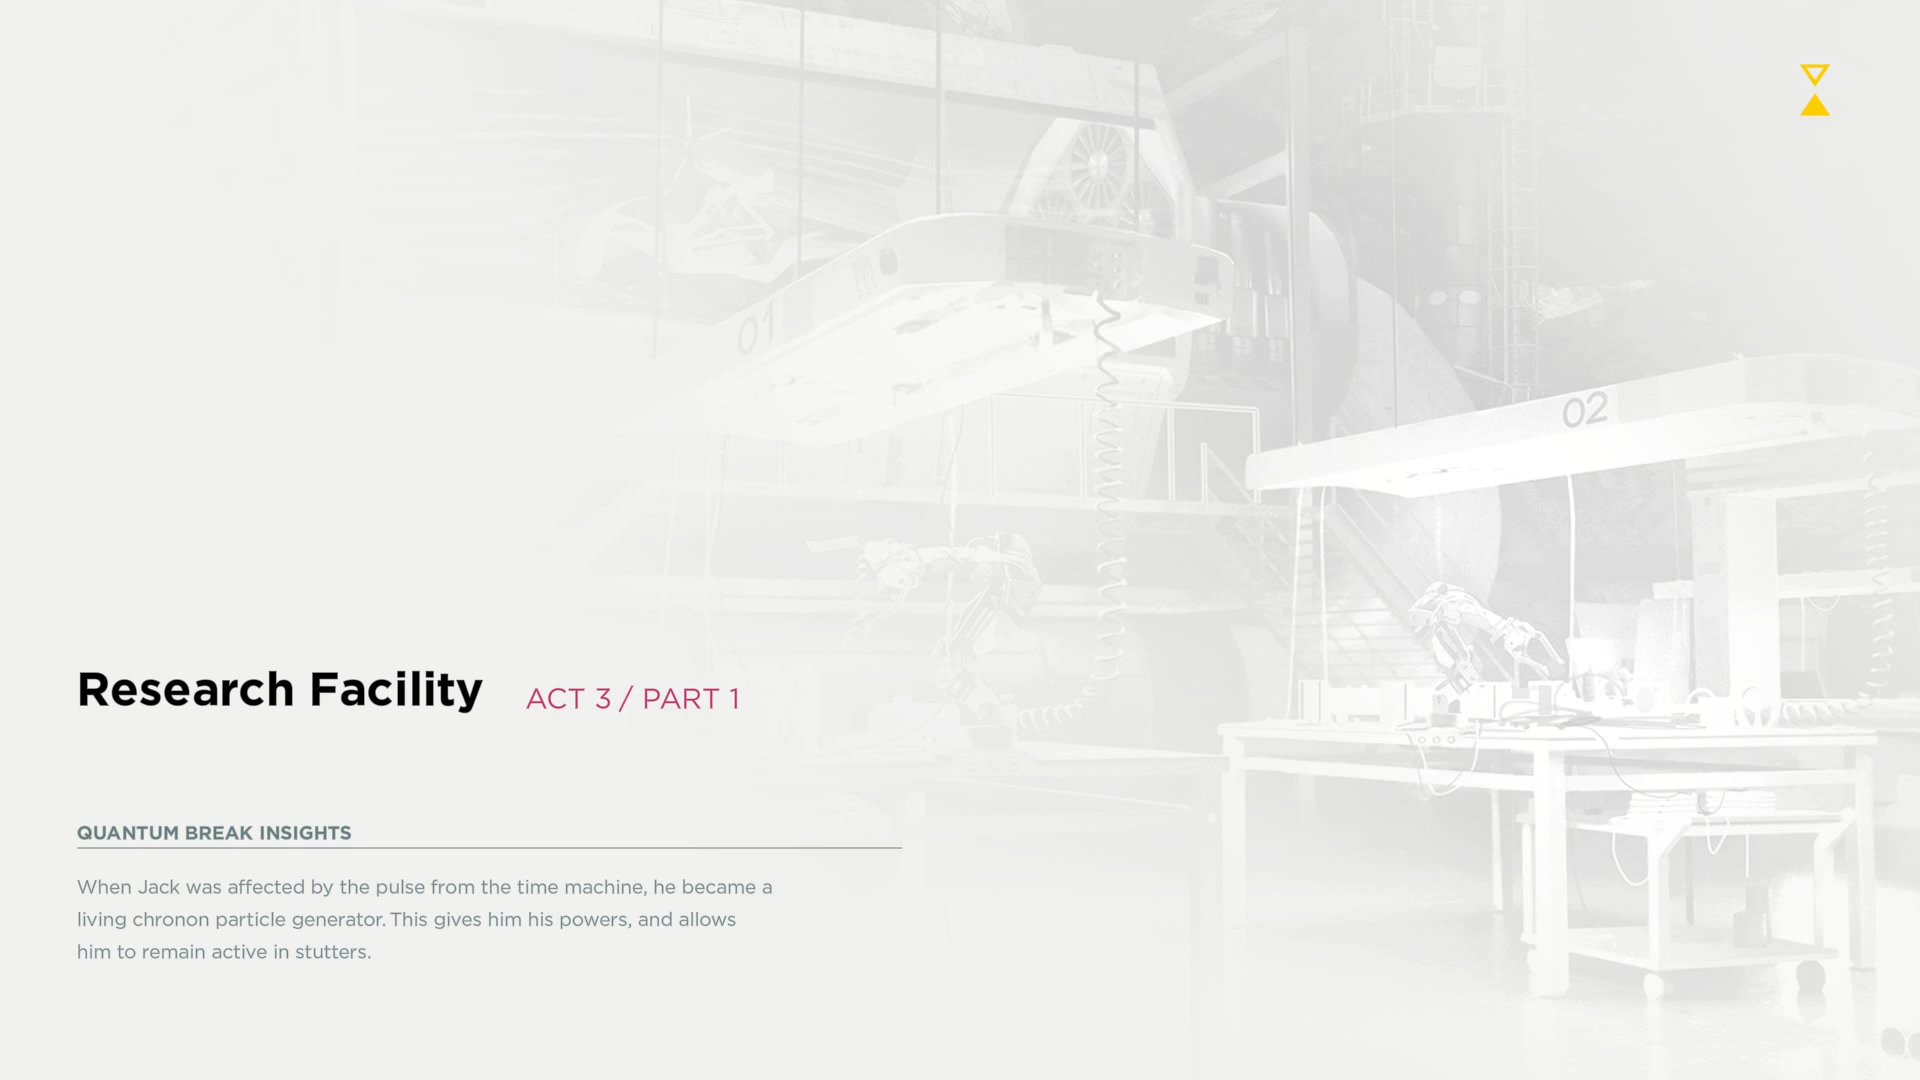 01
02
Research Facility ACT 3 / PART 1
QUANTUM BREAK INSIGHTS
When Jack was affected by the pulse from the time machine, he became a
living chronon particle generator. This gives him his powers, and allows
him to remain active in stutters.